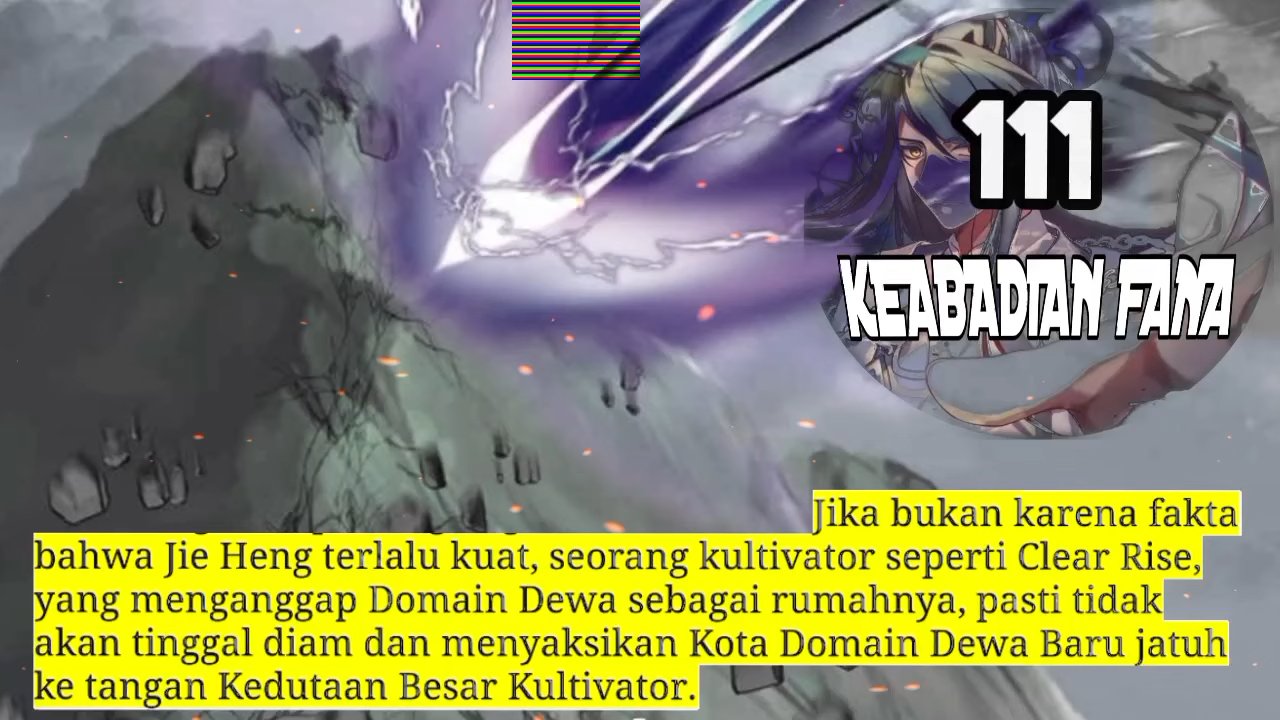 111
KEABADIAN FANA
Jika bukan karena fakta
bahwa Jie Heng terlalu kuat, seorang kultivator seperti Clear Rise,
yang menganggap Domain Dewa sebagai rumahnya, pasti tidak
akan tinggal diam dan menyaksikan Kota Domain Dewa Baru jatuh
ke tangan Kedutaan Besar Kultivator.